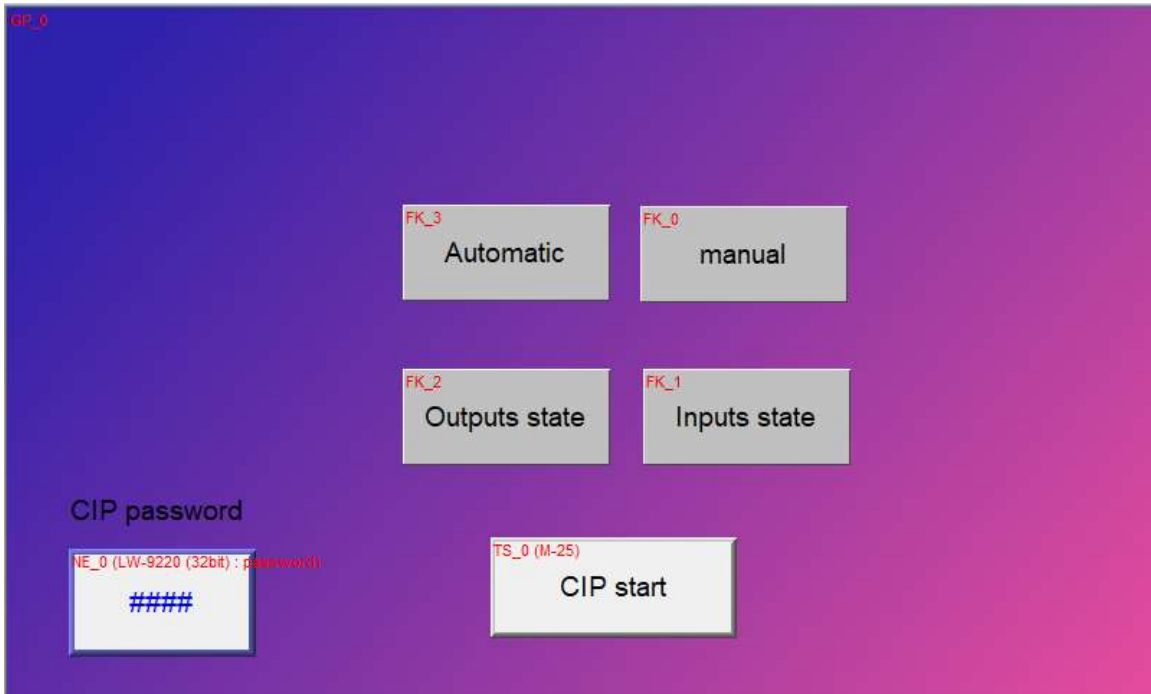 GP_0
FK_3
Automatic
FK_0
manual
FK_2
Outputs state
FK_1
Inputs state
CIP password
NE_0 (LW-9220 (32bit) : password)
####
TS_0 (M-25)
CIP start